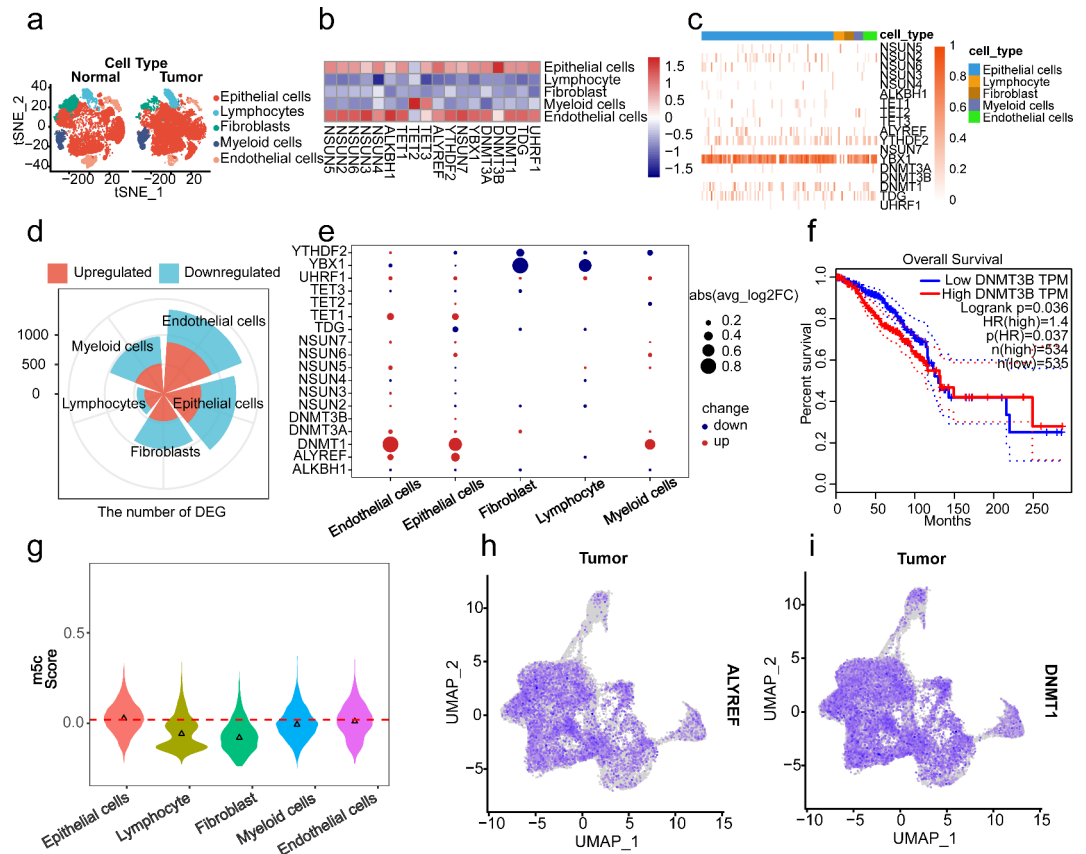 a
Cell Type
Normal
Tumor
tSNE_2
40
20
0
−20
−40
−200
20
−200
20
tSNE_1
Epithelial cells
Lymphocytes
Fibroblasts
Myeloid cells
Endothelial cells
b
Epithelial cells
Lymphocyte
Fibroblast
Myeloid cells
Endothelial cells
NSUN5
NSUN2
NSUN6
NSUN3
NSUN4
ALKBH1
TET1
TET2
TET3
ALYREF
YTHDF2
NSUN7
YBX1
DNMT3A
DNMT3B
DNMT1
TDG
UHRF1
1.5
1
0.5
0
−0.5
−1
−1.5
c
cell_type
NSUN5
NSUN2
NSUN6
NSUN3
NSUN4
ALKBH1
TET1
TET2
TET3
ALYREF
YTHDF2
NSUN7
YBX1
DNMT3A
DNMT3B
DNMT1
TDG
UHRF1
1
0.8
0.6
0.4
0.2
0
cell_type
Epithelial cells
Lymphocyte
Fibroblast
Myeloid cells
Endothelial cells
d
Upregulated
Downregulated
1000
500
0
Endothelial cells
Myeloid cells
Lymphocytes
Epithelial cells
Fibroblasts
The number of DEG
e
YTHDF2
YBX1
UHRF1
TET3
TET2
TET1
TDG
NSUN7
NSUN6
NSUN5
NSUN4
NSUN3
NSUN2
DNMT3B
DNMT3A
DNMT1
ALYREF
ALKBH1
Endothelial cells
Epithelial cells
Fibroblast
Lymphocyte
Myeloid cells
abs(avg_log2FC)
0.2
0.4
0.6
0.8
change
down
up
f
Overall Survival
Low DNMT3B TPM
High DNMT3B TPM
Logrank p=0.036
HR(high)=1.4
p(HR)=0.037
n(high)=534
n(low)=535
Percent survival
1.0
0.8
0.6
0.4
0.2
0.0
0
50
100
150
200
250
Months
g
m5c
Score
0.5
0.0
Epithelial cells
Lymphocyte
Fibroblast
Myeloid cells
Endothelial cells
h
Tumor
UMAP_2
10
5
0
−5
−10
−5
0
5
10
15
UMAP_1
ALYREF
i
Tumor
UMAP_2
10
5
0
−5
−10
−5
0
5
10
15
UMAP_1
DNMT1